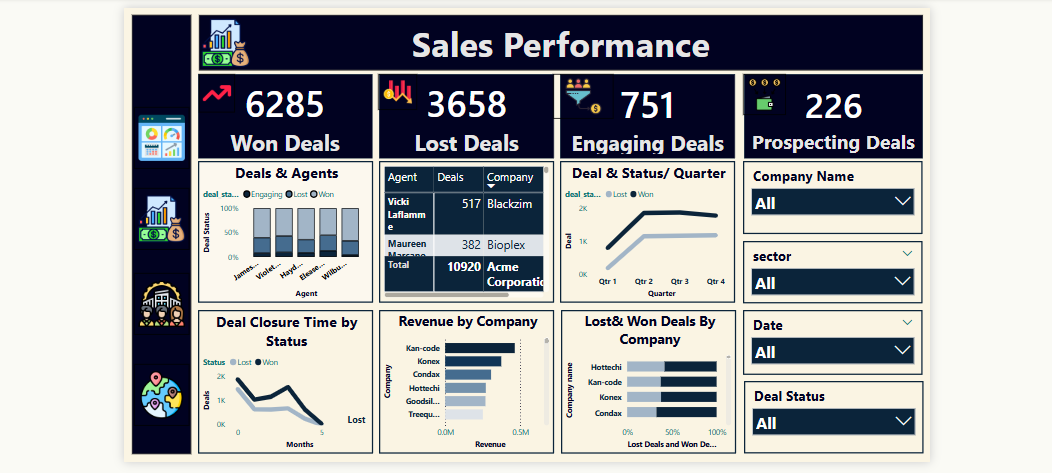 Sales Performance
6285
Won Deals
3658
Lost Deals
751
Engaging Deals
226
Prospecting Deals
Deals & Agents
deal_sta... Engaging Lost Won
Deal Status
100%
50%
0%
James... Violet... Hayd... Elease... Wilbu...
Agent
Agent Deals Company
Vicki
Laflamm
e
517 Blackzim
Maureen
Marcano
382 Bioplex
Total 10920 Acme
Corporatio
Deal & Status/ Quarter
deal_sta... Lost Won
Deal
2K
1K
0K
Qtr 1 Qtr 2 Qtr 3 Qtr 4
Quarter
Company Name
All
sector
All
Date
All
Deal Status
All
Deal Closure Time by
Status
Status Lost Won
Deals
2K
1K
0K
0 5
Months
Lost
Revenue by Company
Company
Kan-code
Konex
Condax
Hottechi
Goodsil...
Treequ...
0.0M 0.5M
Revenue
Lost& Won Deals By
Company
Company name
Hottechi
Kan-code
Konex
Condax
0% 50% 100%
Lost Deals and Won De...